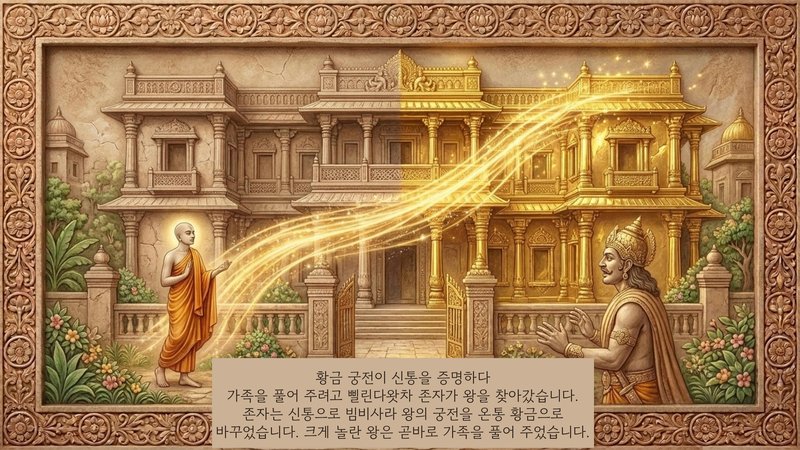 황금 궁전이 신통을 증명하다
가족을 풀어 주려고 삘린다왓차 존자가 왕을 찾아갔습니다.
존자는 신통으로 빔비사라 왕의 궁전을 온통 황금으로
바꾸었습니다. 크게 놀란 왕은 곧바로 가족을 풀어 주었습니다.